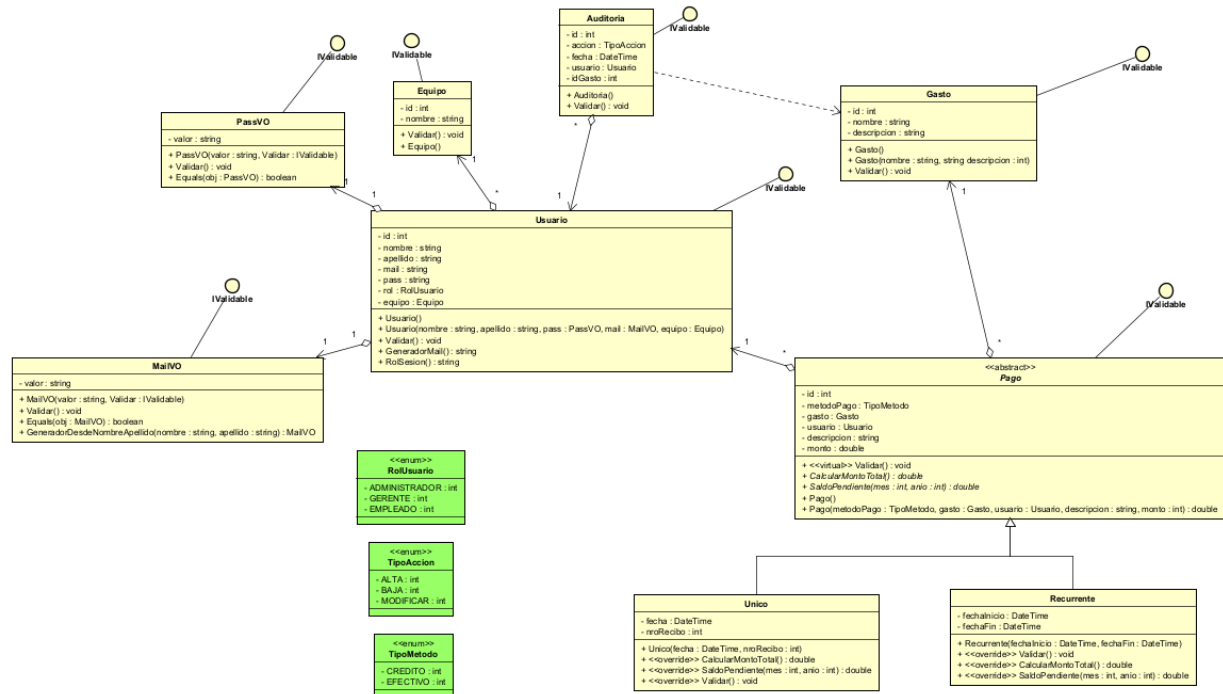 IValidable
Auditoria
- id : int
- accion : TipoAccion
- fecha : DateTime
- usuario : Usuario
- idGasto : int
+ Auditoria()
+ Validar() : void
IValidable
IValidable
Equipo
- id : int
- nombre : string
+ Validar() : void
+ Equipo()
IValidable
PassVO
- valor : string
+ PassVO(valor : string, Validar : IValidable)
+ Validar() : void
+ Equals(obj : PassVO) : boolean
IValidable
Gasto
- id : int
- nombre : string
- descripcion : string
+ Gasto()
+ Gasto(nombre : string, string descripcion : int)
+ Validar() : void
*
1
1
*
1
1
1
1
IValidable
Usuario
- id : int
- nombre : string
- apellido : string
- mail : string
- pass : string
- rol : RolUsuario
- equipo : Equipo
+ Usuario()
+ Usuario(nombre : string, apellido : string, pass : PassVO, mail : MailVO, equipo : Equipo)
+ Validar() : void
+ GeneradorMail() : string
+ RolSesion() : string
IValidable
1
1
MailVO
- valor : string
+ MailVO(valor : string, Validar : IValidable)
+ Validar() : void
+ Equals(obj : MailVO) : boolean
+ GeneradorDesdeNombreApellido(nombre : string, apellido : string) : MailVO
IValidable
1
*
*
<<abstract>>
Pago
- id : int
- metodoPago : TipoMetodo
- gasto : Gasto
- usuario : Usuario
- descripcion : string
- monto : double
+ <<virtual>> Validar() : void
+ CalcularMontoTotal() : double
+ SaldoPendiente(mes : int, anio : int) : double
+ Pago()
+ Pago(metodoPago : TipoMetodo, gasto : Gasto, usuario : Usuario, descripcion : string, monto : int) : double
<<enum>>
RolUsuario
- ADMINISTRADOR : int
- GERENTE : int
- EMPLEADO : int
<<enum>>
TipoAccion
- ALTA : int
- BAJA : int
- MODIFICAR : int
<<enum>>
TipoMetodo
- CREDITO : int
- EFECTIVO : int
Unico
- fecha : DateTime
- nroRecibo : int
+ Unico(fecha : DateTime, nroRecibo : int)
+ <<override>> CalcularMontoTotal() : double
+ <<override>> SaldoPendiente(mes : int, anio : int) : double
+ <<override>> Validar() : void
Recurrente
- fechaInicio : DateTime
- fechaFin : DateTime
+ Recurrente(fechaInicio : DateTime, fechaFin : DateTime)
+ <<override>> Validar() : void
+ <<override>> CalcularMontoTotal() : double
+ <<override>> SaldoPendiente(mes : int, anio : int) : double